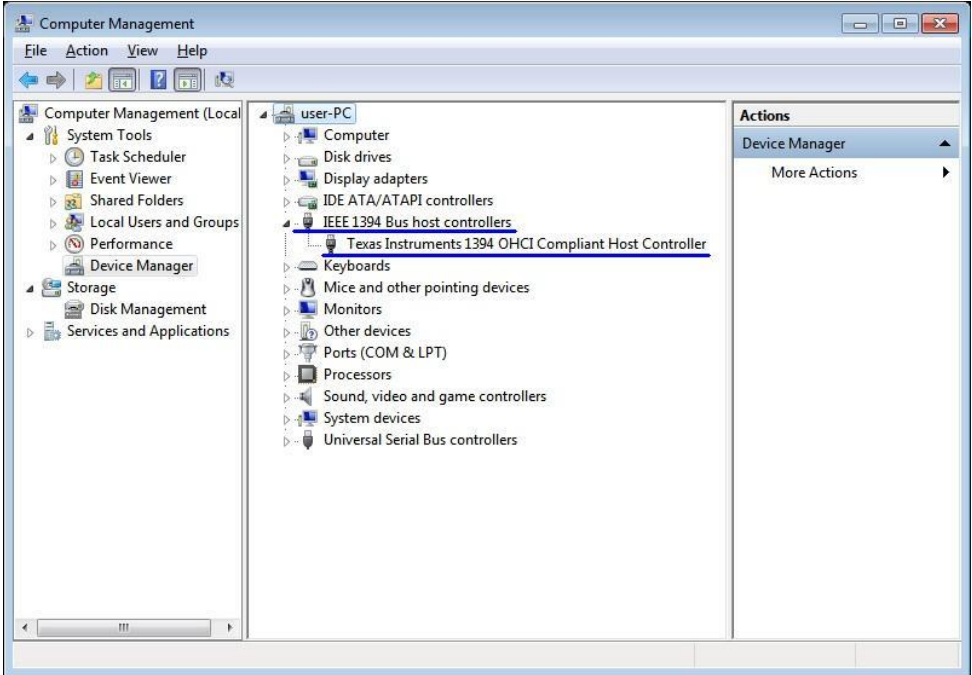 Computer Management
File Action View Help
Computer Management (Local
System Tools
Task Scheduler
Event Viewer
Shared Folders
Local Users and Groups
Performance
Device Manager
Storage
Disk Management
Services and Applications
user-PC
Computer
Disk drives
Display adapters
IDE ATA/ATAPI controllers
IEEE 1394 Bus host controllers
Texas Instruments 1394 OHCI Compliant Host Controller
Keyboards
Mice and other pointing devices
Monitors
Other devices
Ports (COM & LPT)
Processors
Sound, video and game controllers
System devices
Universal Serial Bus controllers
Actions
Device Manager
More Actions